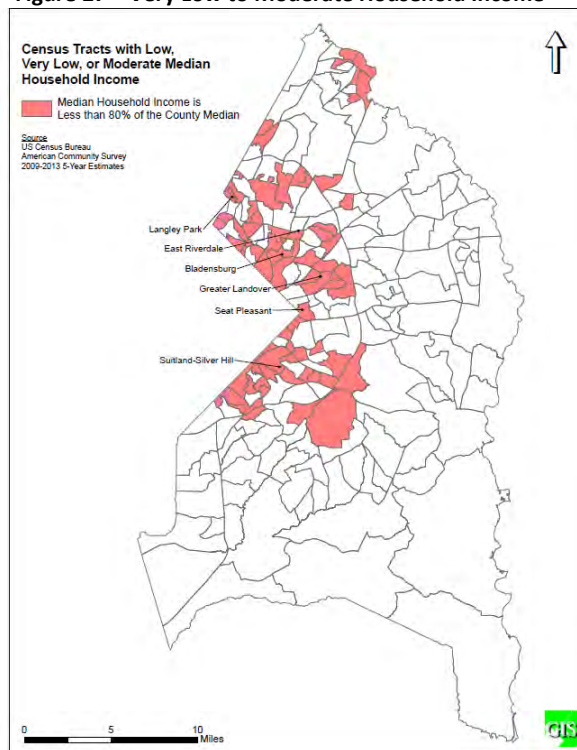 Census Tracts with Low,
Very Low, or Moderate Median
Household Income
Median Household Income is
Less than 80% of the County Median
Source
US Census Bureau
American Community Survey
2009-2013 5-Year Estimates
Langley Park
East Riverdale
Bladensburg
Greater Landover
Seat Pleasant
Suitland-Silver Hill
0 5 10
Miles
GIS